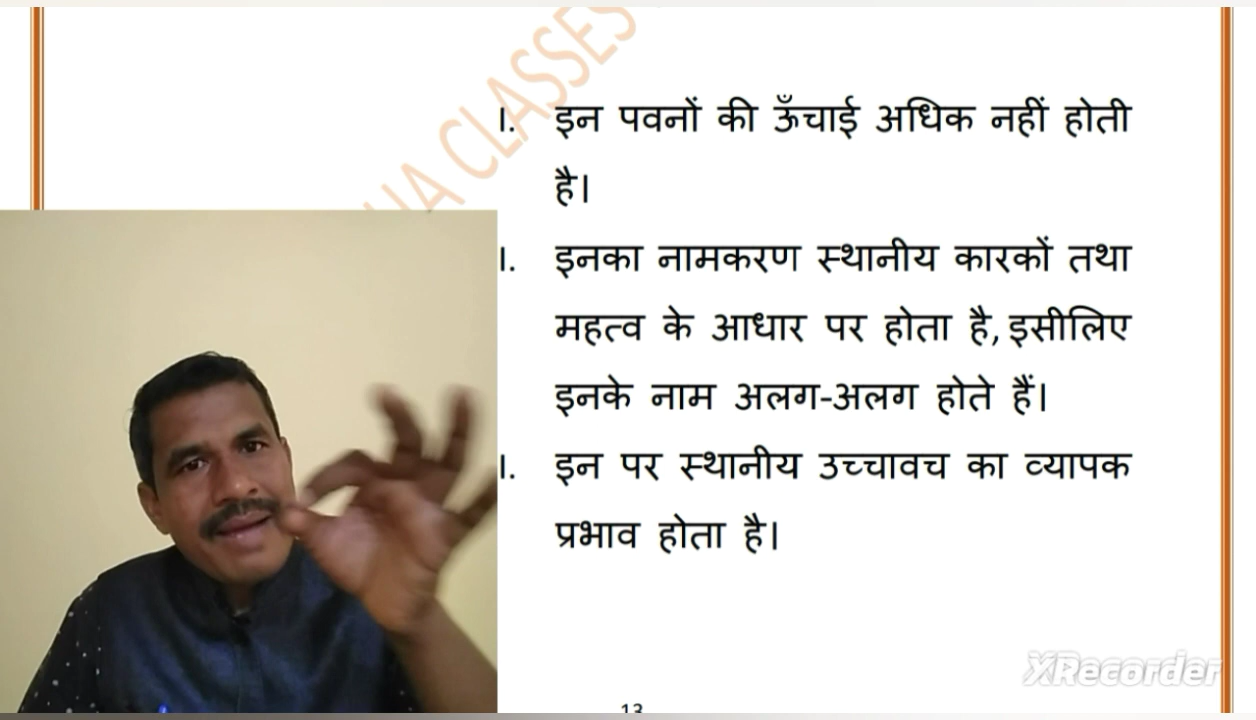 CLASSES
I. इन पवनों की ऊँचाई अधिक नहीं होती
है।
I. इनका नामकरण स्थानीय कारकों तथा
महत्व के आधार पर होता है, इसीलिए
इनके नाम अलग-अलग होते हैं।
I. इन पर स्थानीय उच्चावच का व्यापक
प्रभाव होता है।
XRecorder
13